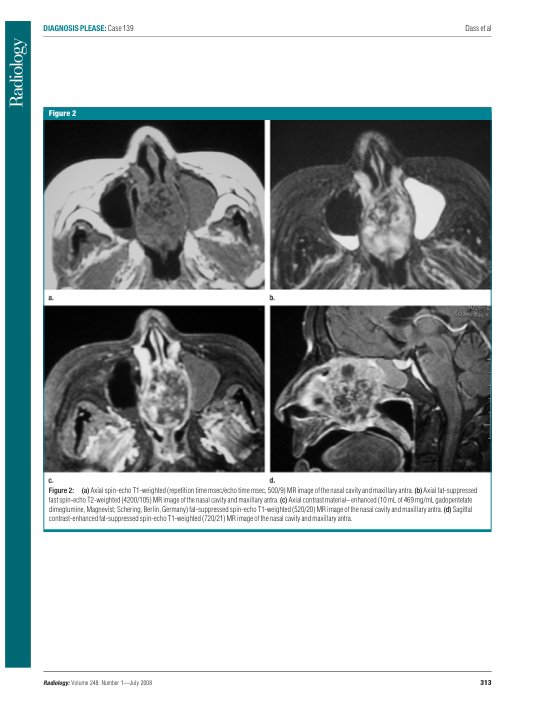 DIAGNOSIS PLEASE: Case 139
Dass et al
Radiology
Figure 2
a.
b.
c.
d.
Figure 2: (a) Axial spin-echo T1-weighted (repetition time msec/echo time msec, 500/9) MR image of the nasal cavity and maxillary antra. (b) Axial fat-suppressed
fast spin-echo T2-weighted (4200/105) MR image of the nasal cavity and maxillary antra. (c) Axial contrast material–enhanced (10 mL of 469 mg/mL gadopentetate
dimeglumine, Magnevist; Schering, Berlin, Germany) fat-suppressed spin-echo T1-weighted (520/20) MR image of the nasal cavity and maxillary antra. (d) Sagittal
contrast-enhanced fat-suppressed spin-echo T1-weighted (720/21) MR image of the nasal cavity and maxillary antra.
Radiology: Volume 248: Number 1—July 2008
313